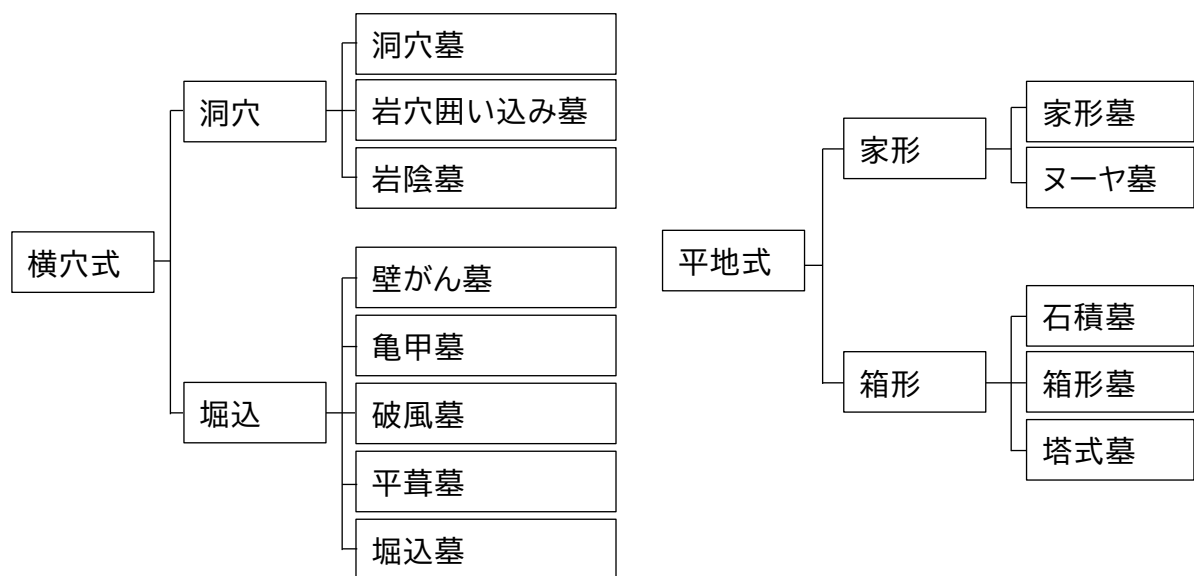 横穴式
洞穴
洞穴墓
岩穴囲い込み墓
岩陰墓
堀込
壁がん墓
亀甲墓
破風墓
平葺墓
堀込墓
平地式
家形
家形墓
ヌーヤ墓
箱形
石積墓
箱形墓
塔式墓